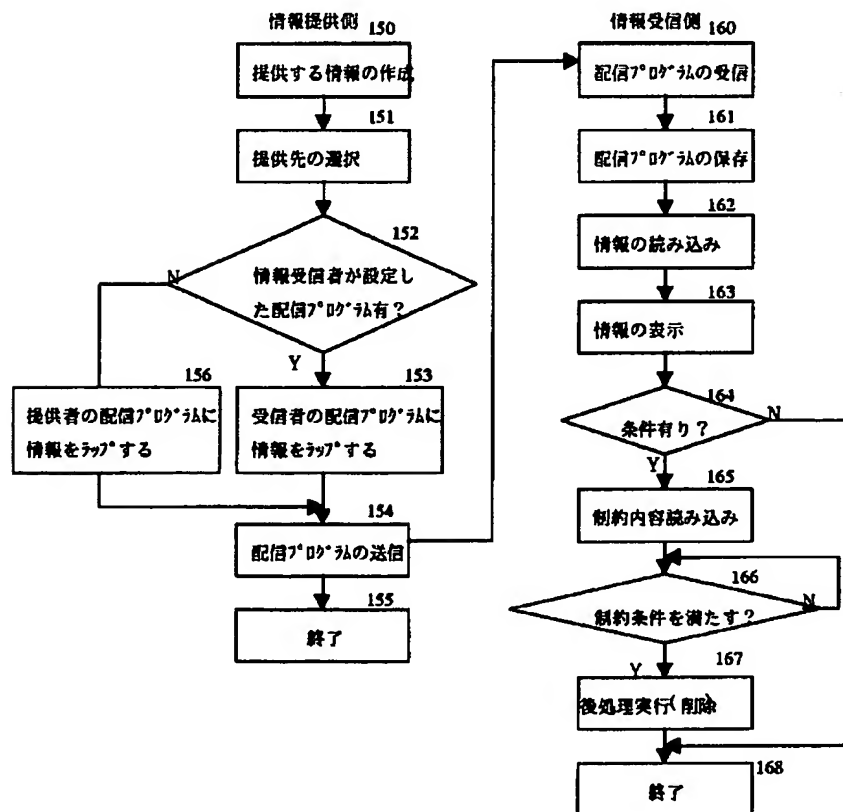 情報提供側
150
提供する情報の作成
151
提供先の選択
152
情報受信者が設定し
た配信プログラム有?
N
Y
156
提供者の配信プログラムに
情報をラップする
153
受信者の配信プログラムに
情報をラップする
154
配信プログラムの送信
155
終了
情報受信側
160
配信プログラムの受信
161
配信プログラムの保存
162
情報の読み込み
163
情報の表示
164
条件有り?
N
Y
165
制約内容読み込み
166
制約条件を満たす?
N
Y
167
後処理実行(削除)
168
終了